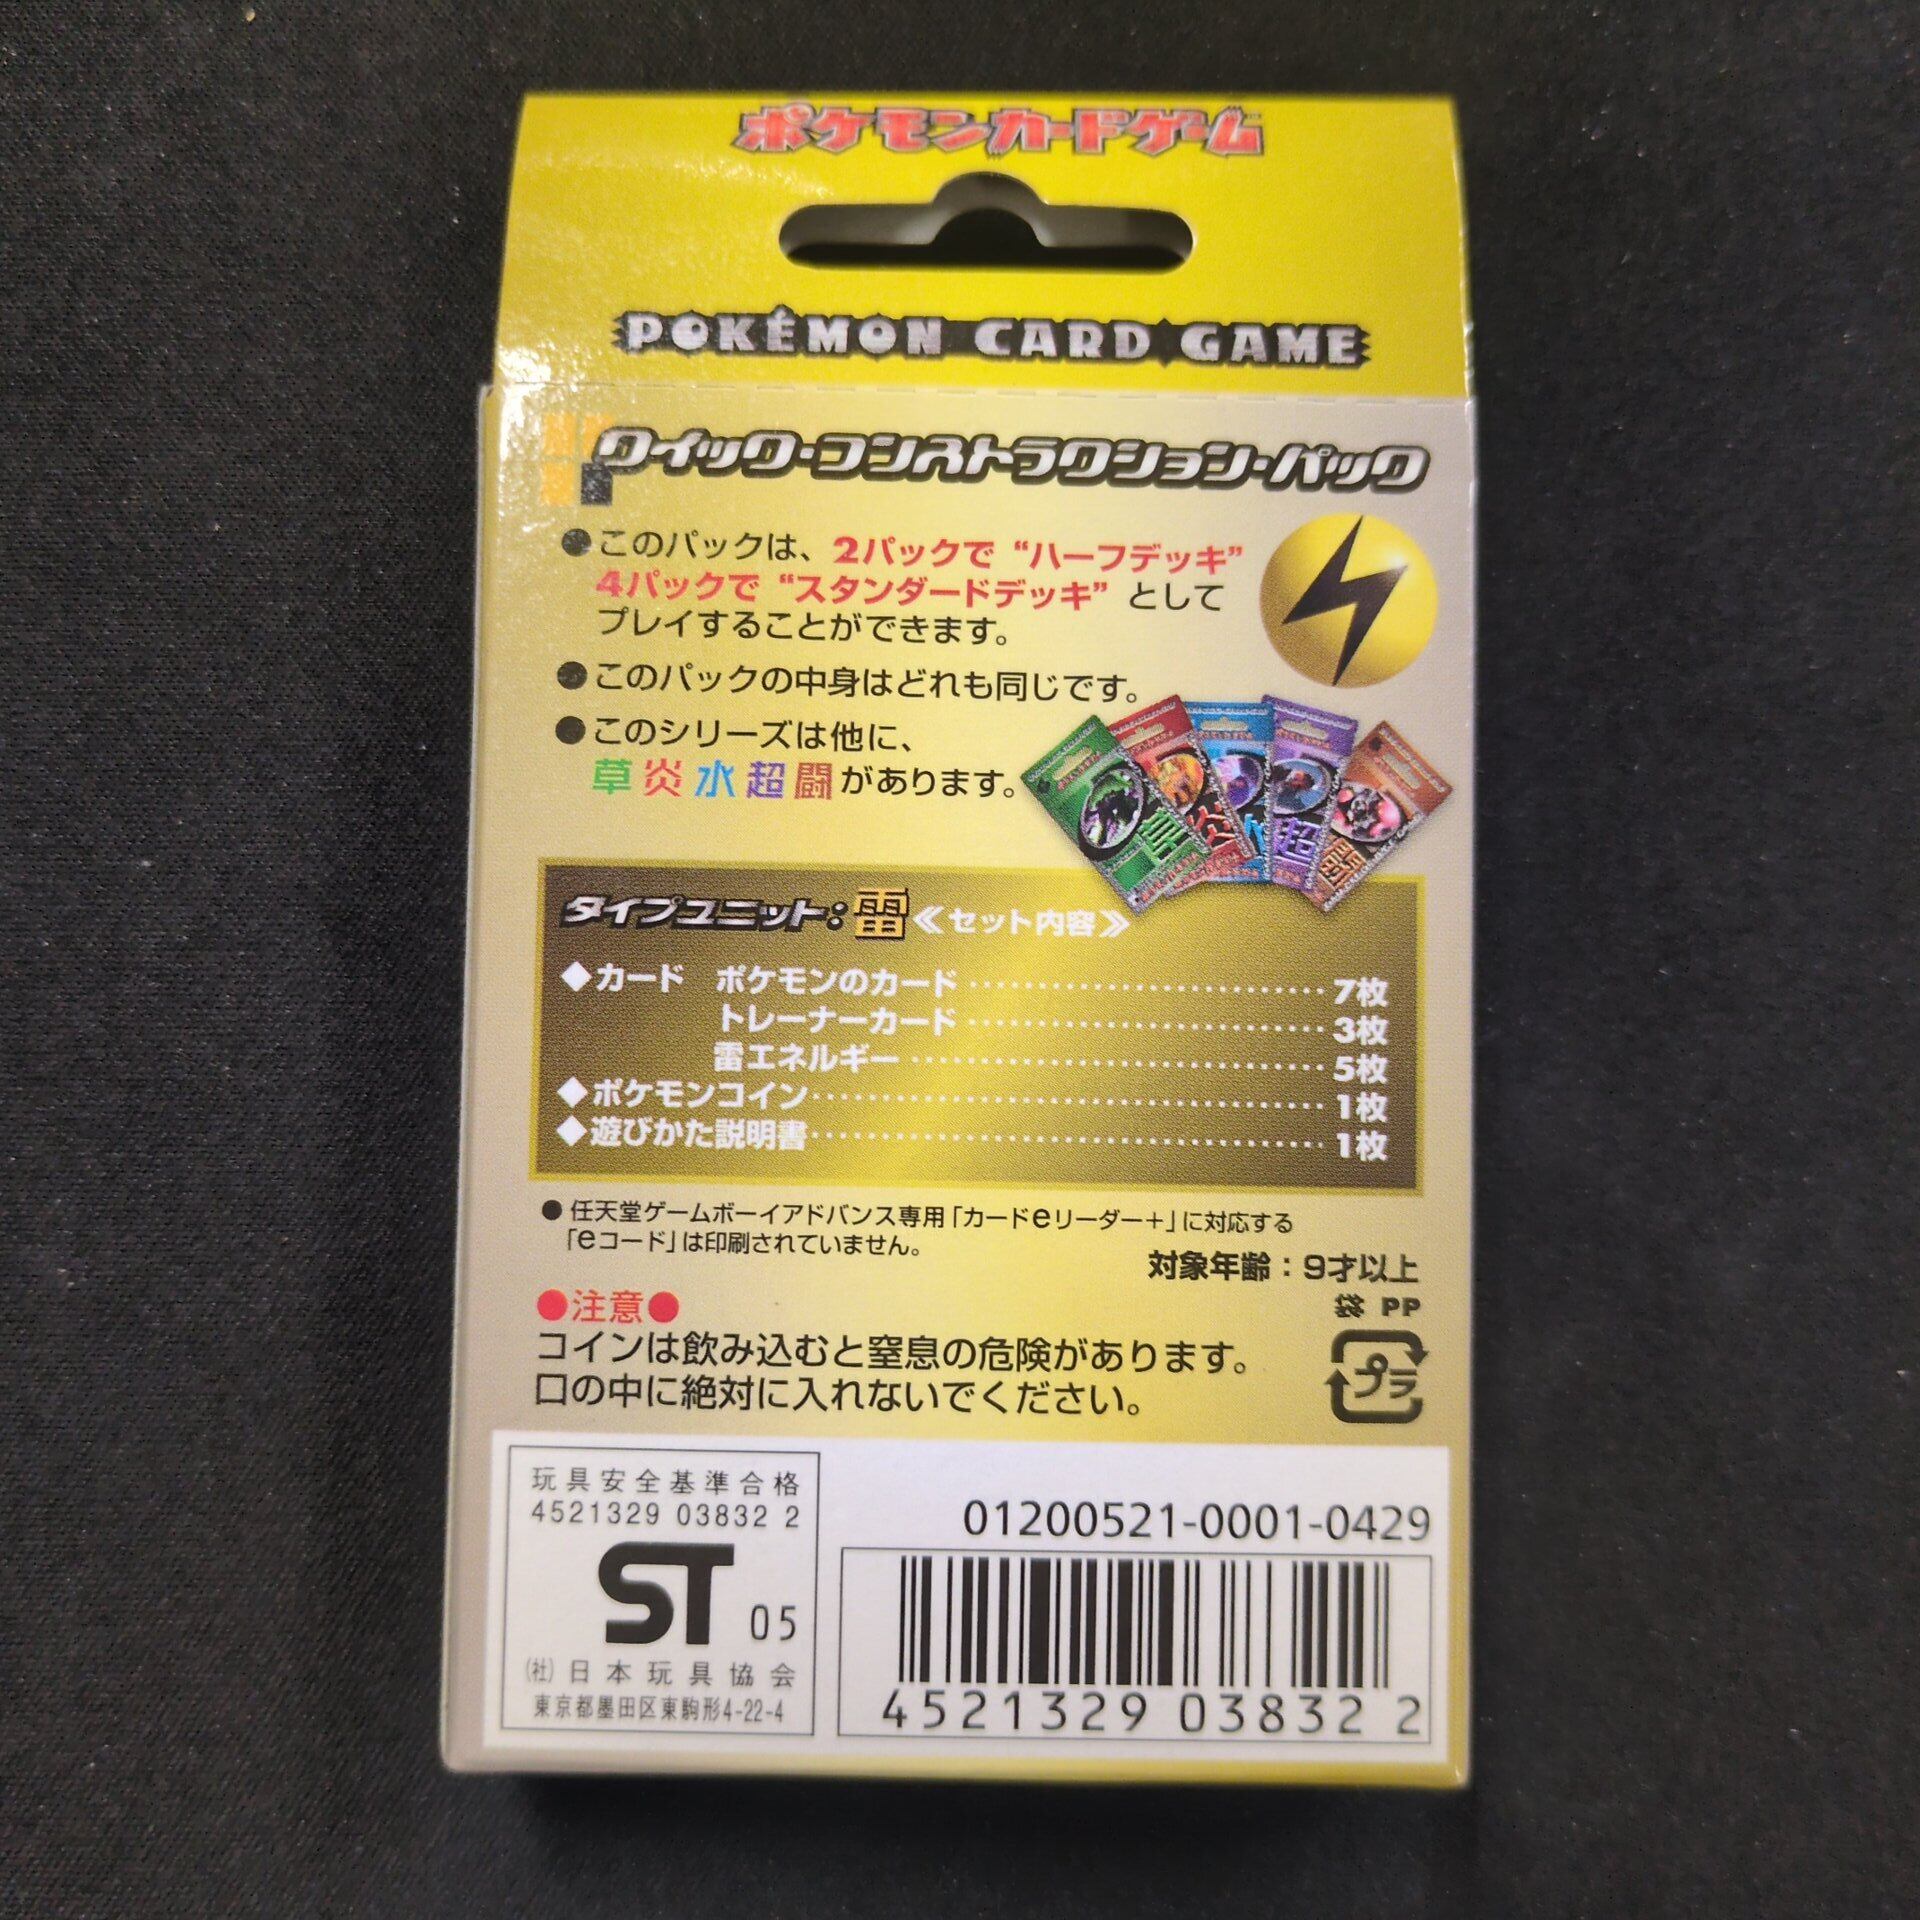 ポケモンカードゲーム
POKÉMON CARD GAME
クイック・コンストラクション・パック
●このパックは、2パックで“ハーフデッキ”
4パックで“スタンダードデッキ”として
プレイすることができます。
●このパックの中身はどれも同じです。
●このシリーズは他に、
草炎水超闘があります。
草 炎 水 超 闘
タイプユニット:雷≪セット内容≫
◆カード ポケモンのカード……………………7枚
トレーナーカード……………………3枚
雷エネルギー……………………5枚
◆ポケモンコイン……………………1枚
◆遊びかた説明書……………………1枚
●任天堂ゲームボーイアドバンス専用「カードeリーダー+」に対応する
「eコード」は印刷されていません。
対象年齢:9才以上
●注意●
袋 PP
コインは飲み込むと窒息の危険があります。
口の中に絶対に入れないでください。
プラ
玩具安全基準合格
4521329 03832 2
ST 05
(社)日本玩具協会
東京都墨田区東駒形4-22-4
01200521-0001-0429
4521329 03832 2